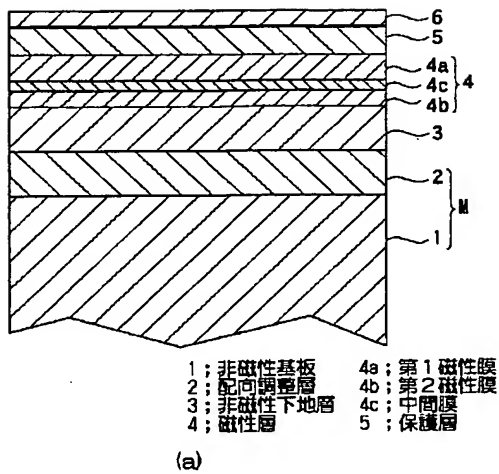 6
5
4a
4c
4
4b
3
2
M
1
1；非磁性基板
2；配向調整層
3；非磁性下地層
4；磁性層
4a；第1磁性膜
4b；第2磁性膜
4c；中間膜
5；保護層
(a)